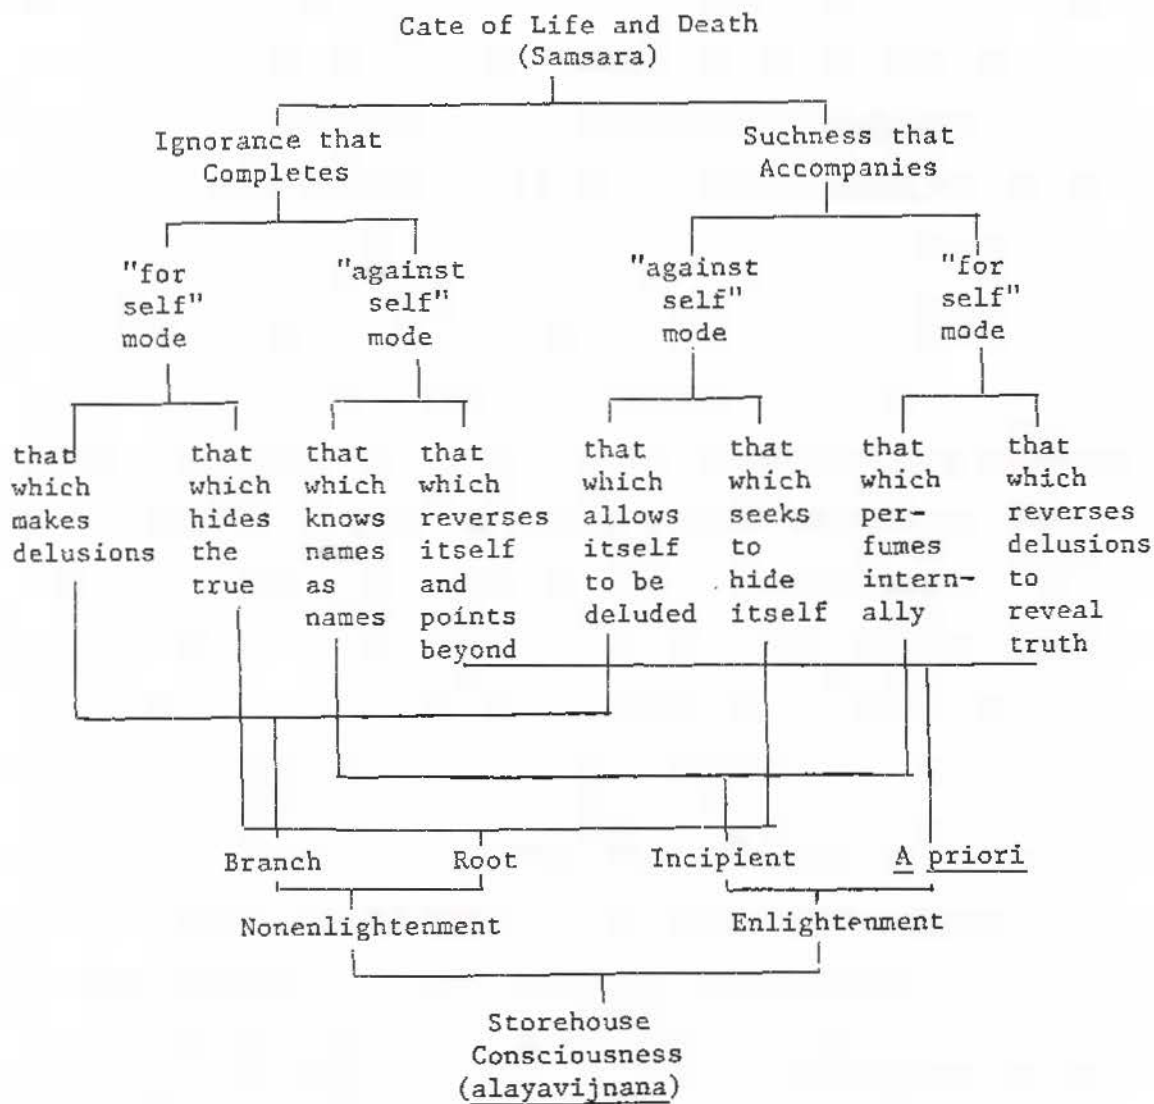 Cate of Life and Death
(Samsara)
Ignorance that
Completes
Suchness that
Accompanies
"for
self"
mode
"against
self"
mode
"against
self"
mode
"for
self"
mode
that
which
makes
delusions
that
which
hides
the
true
that
which
knows
names
as
names
that
which
reverses
itself
and
points
beyond
that
which
allows
itself
to be
deluded
that
which
seeks
to
hide
itself
that
which
per-
fumes
intern-
ally
that
which
reverses
delusions
to
reveal
truth
Branch
Root
Incipient
A priori
Nonenlightenment
Enlightenment
Storehouse
Consciousness
(alayavijnana)